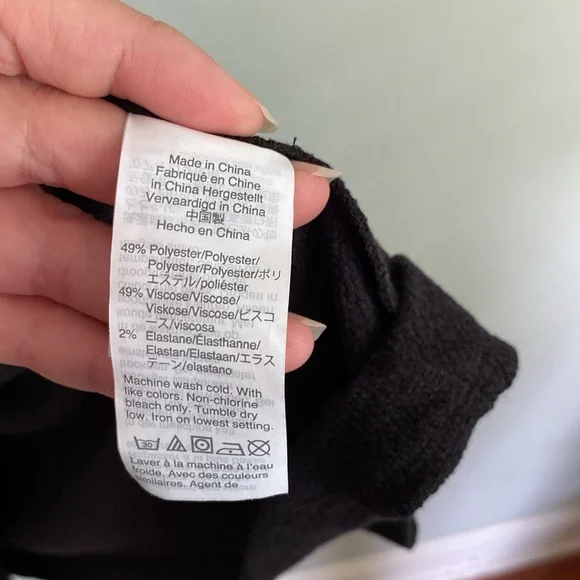 Made in China
Fabriqué en Chine
in China Hergestellt
Vervaardigd in China
中国製
Hecho en China
49% Polyester/Polyester/
Polyester/Polyester/ポリ
エステル/poliéster
49% Viscose/Viscose/
Viskose/Viscose/ビスコ
ース/viscosa
2% Elastane/Élasthanne/
Elastan/Elastaan/エラス
テーン/elastano
Machine wash cold. With
like colors. Non-chlorine
bleach only. Tumble dry
low. Iron on lowest setting.
30
Laver à la machine à l'eau
froide. Avec des couleurs
similaires. Agent de